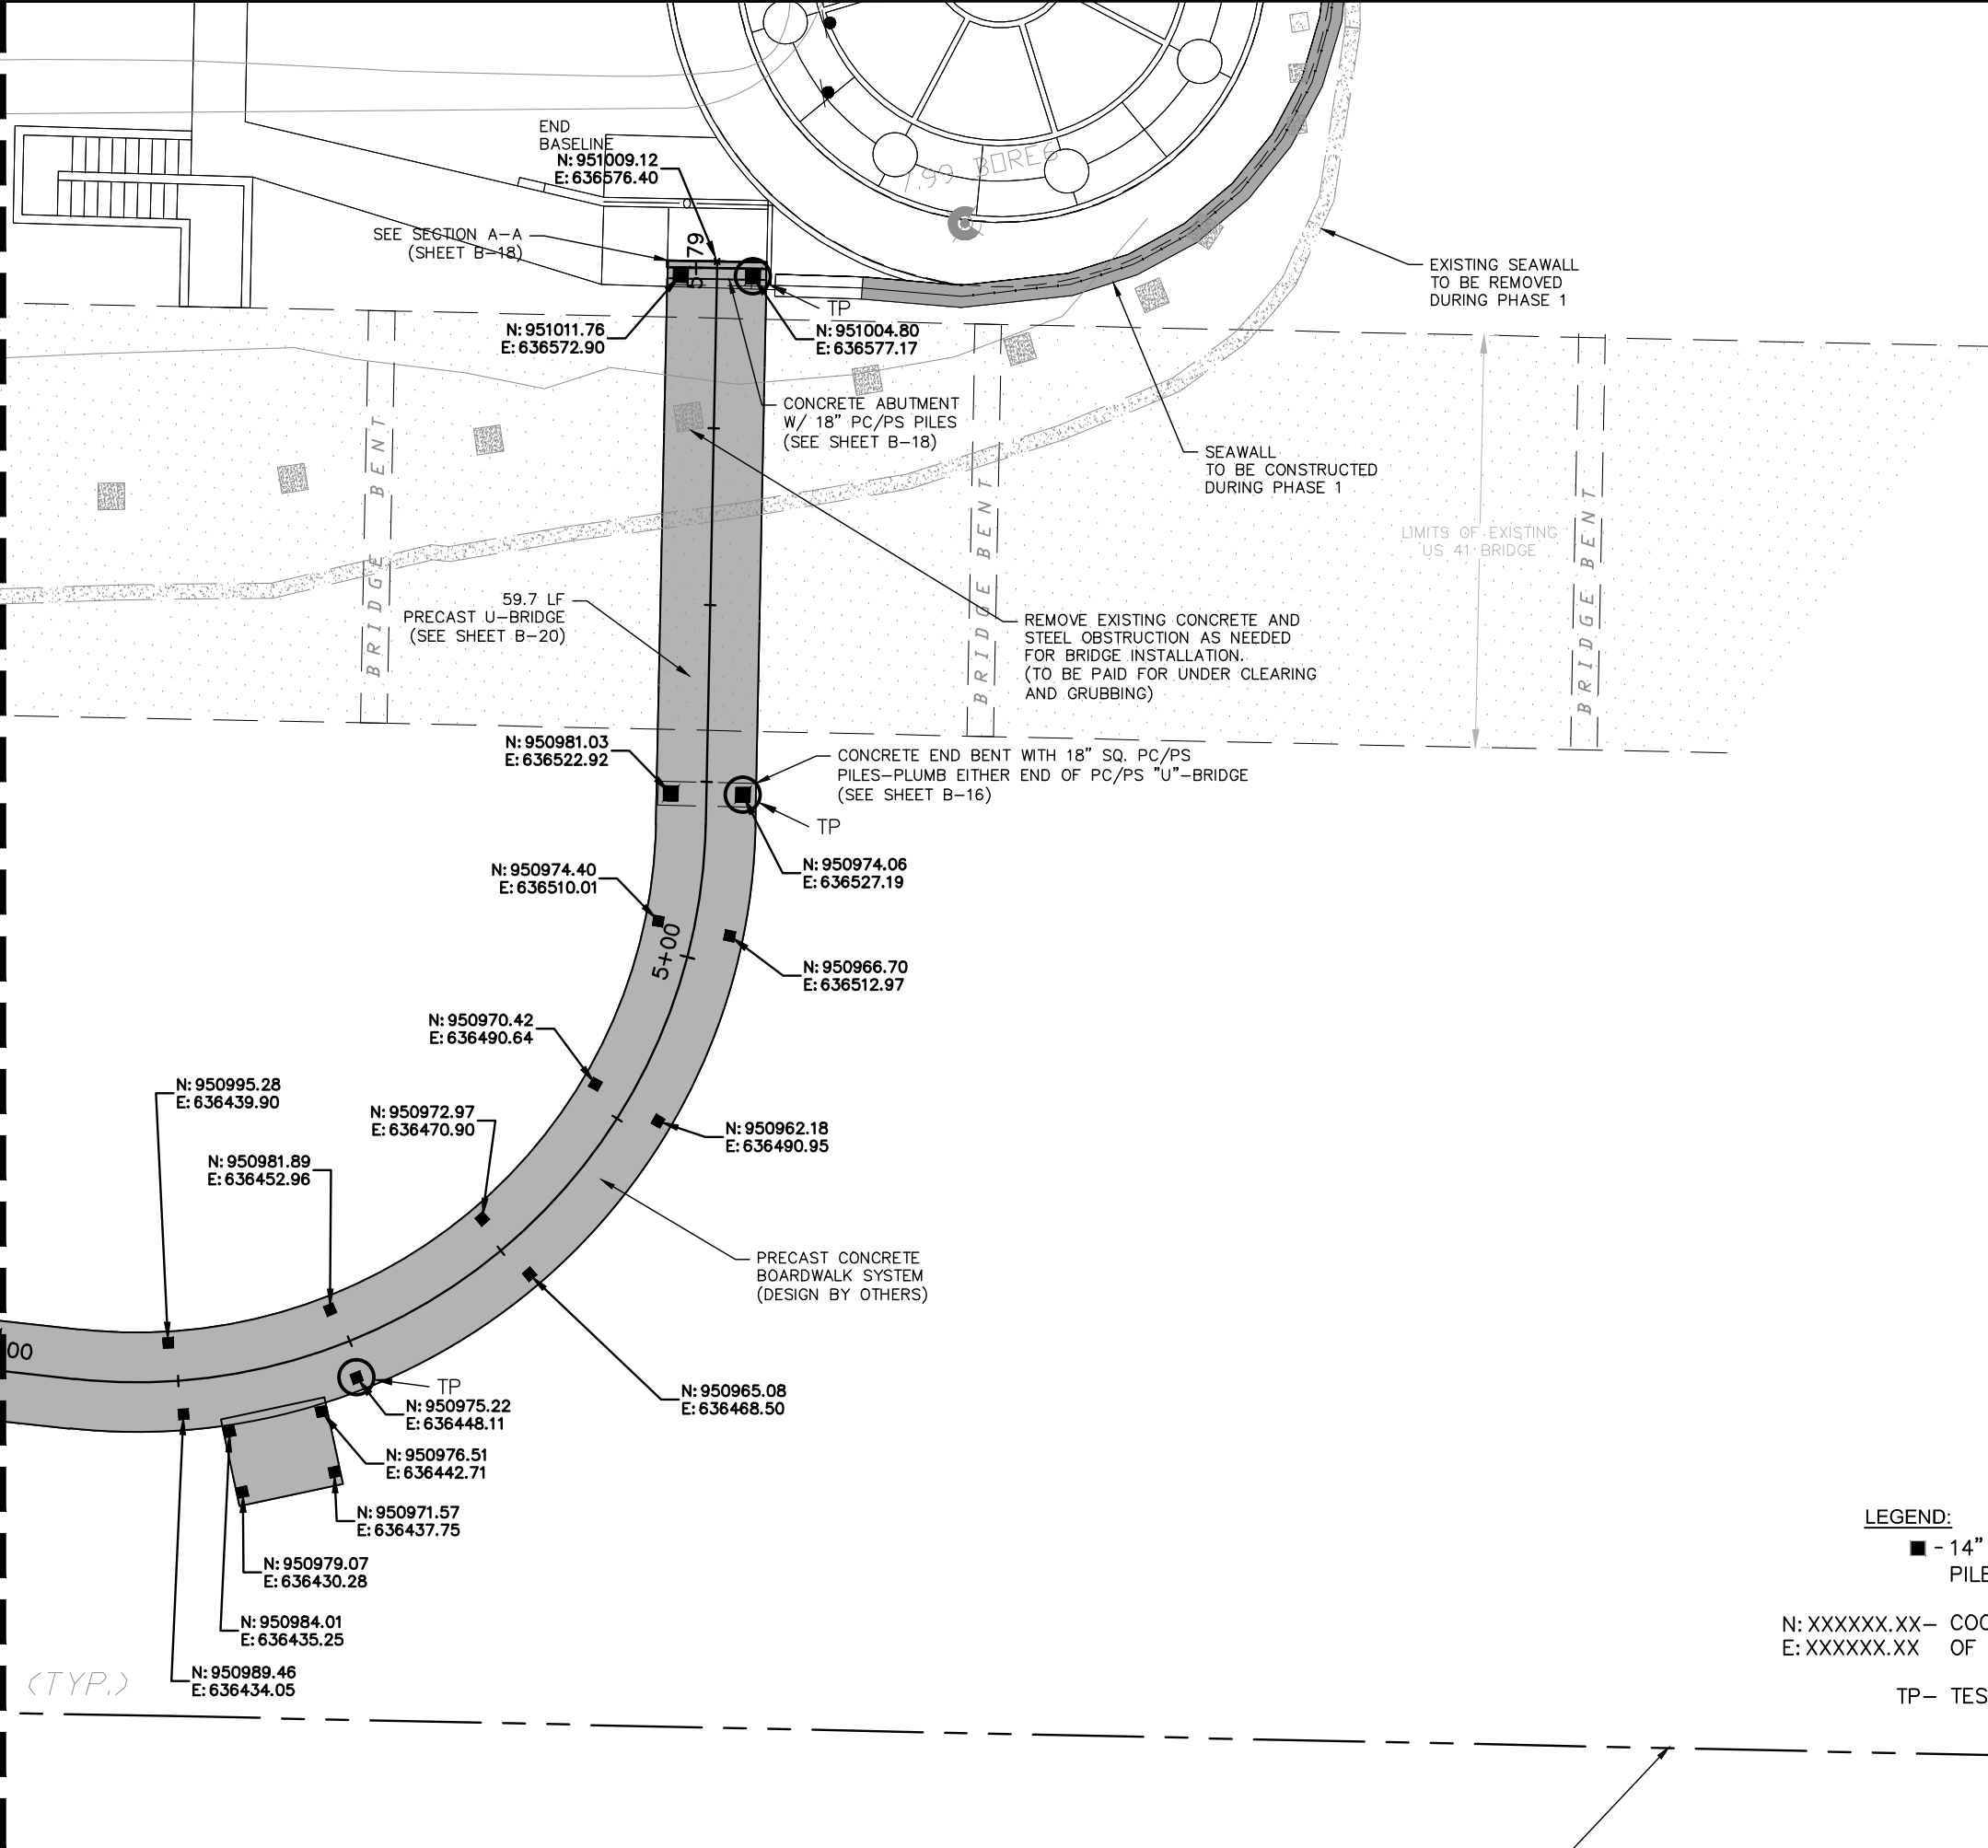 END
BASELINE
N: 951009.12
E: 636576.40
7.99 BORE6
SEE SECTION A-A
(SHEET B-18)
5+79
EXISTING SEAWALL
TO BE REMOVED
DURING PHASE 1
TP
N: 951011.76
E: 636572.90
N: 951004.80
E: 636577.17
CONCRETE ABUTMENT
W/ 18" PC/PS PILES
(SEE SHEET B-18)
SEAWALL
TO BE CONSTRUCTED
DURING PHASE 1
BRIDGE BENT
BRIDGE BENT
BRIDGE BENT
LIMITS OF EXISTING
US 41 BRIDGE
59.7 LF
PRECAST U-BRIDGE
(SEE SHEET B-20)
REMOVE EXISTING CONCRETE AND
STEEL OBSTRUCTION AS NEEDED
FOR BRIDGE INSTALLATION.
(TO BE PAID FOR UNDER CLEARING
AND GRUBBING)
N: 950981.03
E: 636522.92
CONCRETE END BENT WITH 18" SQ. PC/PS
PILES-PLUMB EITHER END OF PC/PS "U"-BRIDGE
(SEE SHEET B-16)
TP
N: 950974.40
E: 636510.01
N: 950974.06
E: 636527.19
5+00
N: 950966.70
E: 636512.97
N: 950970.42
E: 636490.64
N: 950995.28
E: 636439.90
N: 950972.97
E: 636470.90
N: 950962.18
E: 636490.95
N: 950981.89
E: 636452.96
PRECAST CONCRETE
BOARDWALK SYSTEM
(DESIGN BY OTHERS)
00
TP
N: 950975.22
E: 636448.11
N: 950965.08
E: 636468.50
N: 950976.51
E: 636442.71
N: 950971.57
E: 636437.75
N: 950979.07
E: 636430.28
N: 950984.01
E: 636435.25
N: 950989.46
E: 636434.05
(TYP.)
LEGEND:
- 14"
PILE
N: XXXXXX.XX- COO
E: XXXXXX.XX OF
TP- TES